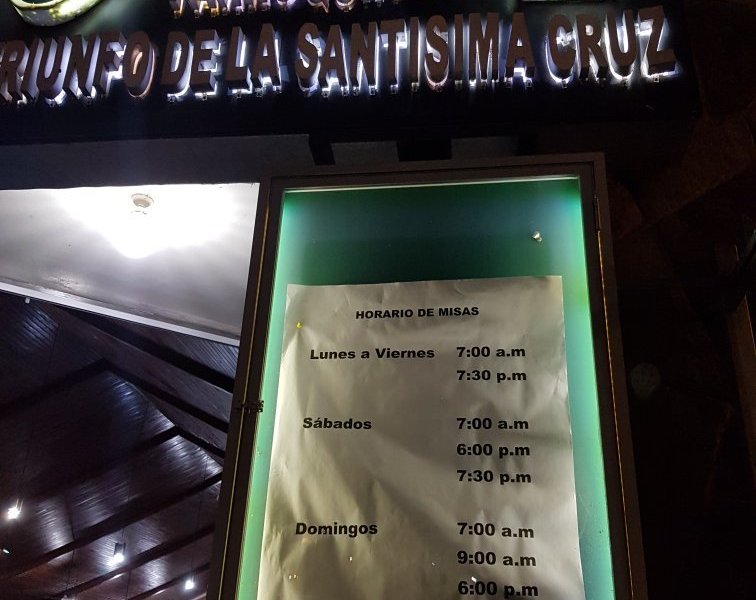 TRIUNFO DE LA SANTISIMA CRUZ
HORARIO DE MISAS
Lunes a Viernes 7:00 a.m
7:30 p.m
Sábados 7:00 a.m
6:00 p.m
7:30 p.m
Domingos 7:00 a.m
9:00 a.m
6:00 p.m